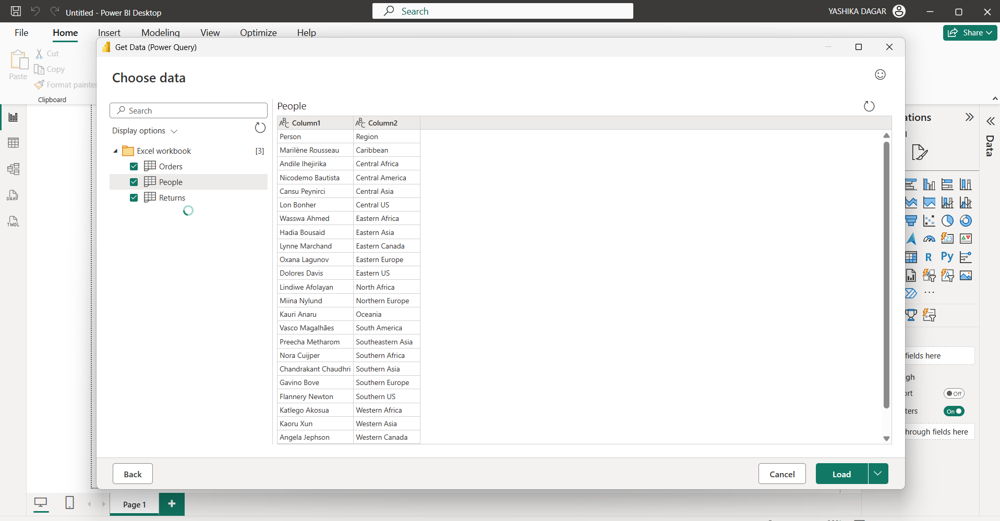 Untitled - Power BI Desktop
Search
YASHIKA DAGAR
File
Home
Insert
Modeling
View
Optimize
Help
Share
Paste
Cut
Copy
Format painter
Clipboard
Get Data (Power Query)
Choose data
Search
Display options
Excel workbook [3]
Orders
People
Returns
People
ABC Column1 ABC Column2
Person Region
Marilène Rousseau Caribbean
Andile Ihejirika Central Africa
Nicodemo Bautista Central America
Cansu Peynirci Central Asia
Lon Bonher Central US
Wasswa Ahmed Eastern Africa
Hadia Bousaid Eastern Asia
Lynne Marchand Eastern Canada
Oxana Lagunov Eastern Europe
Dolores Davis Eastern US
Lindiwe Afolayan North Africa
Miina Nylund Northern Europe
Kauri Anaru Oceania
Vasco Magalhães South America
Preecha Metharom Southeastern Asia
Nora Cuijper Southern Africa
Chandrakant Chaudhri Southern Asia
Gavino Bove Southern Europe
Flannery Newton Southern US
Katlego Akosua Western Africa
Kaoru Xun Western Asia
Angela Jephson Western Canada
Back
Cancel
Load
DAX
TMDL
ations
Data
123
R
Py
...
fields here
gh
ort
Off
ters
On
hrough fields here
Page 1